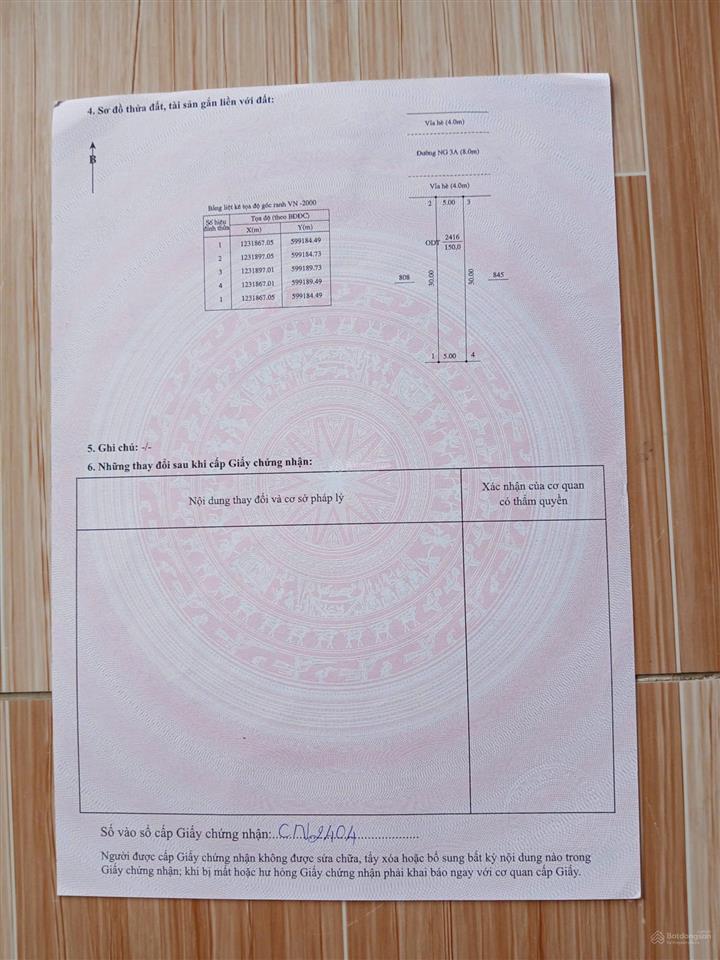 4. Sơ đồ thửa đất, tài sản gắn liền với đất:
B
Vỉa hè (4.0m)
Đường NG 3A (8.0m)
Vỉa hè (4.0m)
2 5.00 3
ODT 2416
150,0
808
30.00
30.00
845
1 5.00 4
Bảng liệt kê tọa độ góc ranh VN -2000
Số hiệu đỉnh thửa Tọa độ (theo BĐĐC)
X(m) Y(m)
1 1231867.05 599184.49
2 1231897.05 599184.73
3 1231897.01 599189.73
4 1231867.01 599189.49
1 1231867.05 599184.49
5. Ghi chú: -/-
6. Những thay đổi sau khi cấp Giấy chứng nhận:
Nội dung thay đổi và cơ sở pháp lý
Xác nhận của cơ quan
có thẩm quyền
Số vào sổ cấp Giấy chứng nhận: CN 2404
Người được cấp Giấy chứng nhận không được sửa chữa, tẩy xóa hoặc bổ sung bất kỳ nội dung nào trong
Giấy chứng nhận; khi bị mất hoặc hư hỏng Giấy chứng nhận phải khai báo ngay với cơ quan cấp Giấy.
Batdongsan